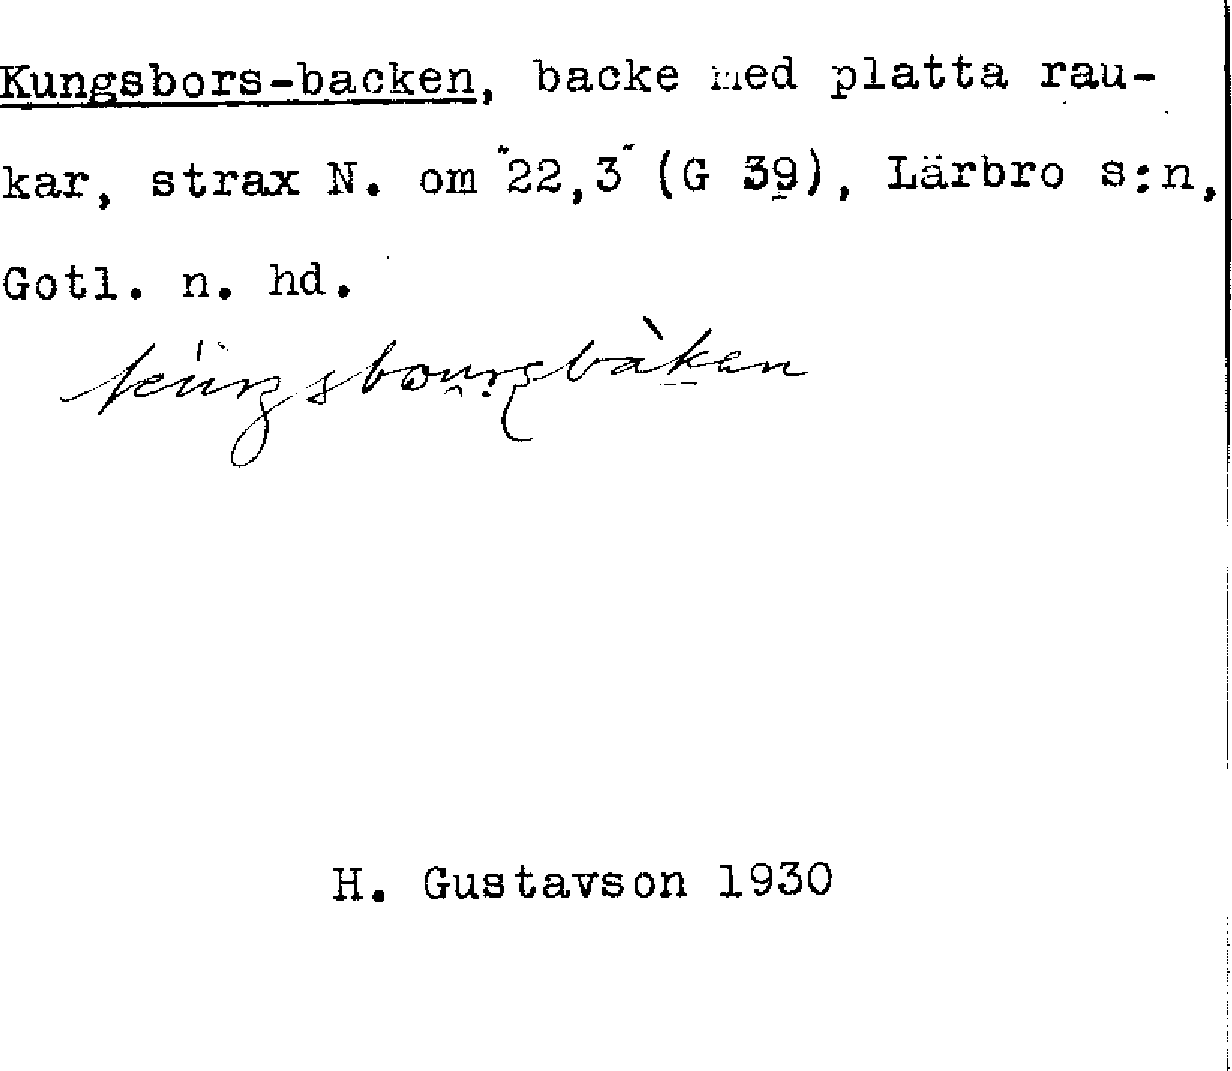 Kungsbors-backen, backe med platta rau-
kar, strax N. om "22,3" (G 39), Lärbro s:n,
Gotl. n. hd.
H. Gustavson 1930